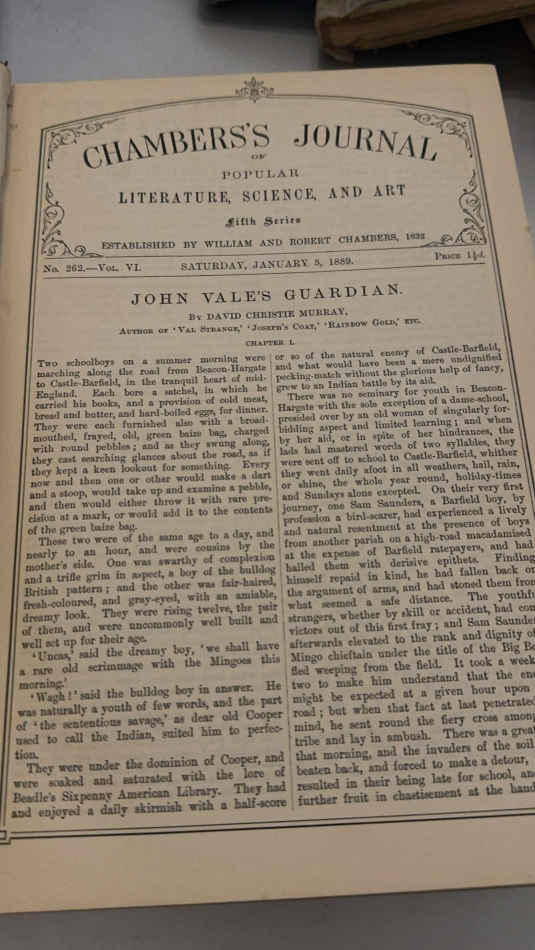 CHAMBERS'S JOURNAL
OF
POPULAR
LITERATURE, SCIENCE, AND ART
Fifth Series
ESTABLISHED BY WILLIAM AND ROBERT CHAMBERS, 1832
No. 262.—Vol. VI.
SATURDAY, JANUARY 5, 1889.
Price 1½d.
JOHN VALE'S GUARDIAN.
By DAVID CHRISTIE MURRAY,
Author of 'Val Strange,' 'Joseph's Coat,' 'Rainbow Gold,' etc.
CHAPTER I.
Two schoolboys on a summer morning were
marching along the road from Beacon-Hargate
to Castle-Barfield, in the tranquil heart of mid-
England. Each bore a satchel, in which he
carried his books, and a provision of cold meat,
bread and butter, and hard-boiled eggs, for dinner.
They were each furnished also with a broad-
mouthed, frayed, old, green baize bag, charged
with round pebbles; and as they swung along,
they cast searching glances about the road, as if
they kept a keen lookout for something. Every
now and then one or other would make a dart
and a stoop, would take up and examine a pebble,
and then would either throw it with rare pre-
cision at a mark, or would add it to the contents
of the green baize bag.
These two were of the same age to a day, and
nearly to an hour, and were cousins by the
mother's side. One was swarthy of complexion
and a trifle grim in aspect, a boy of the bulldog
British pattern; and the other was fair-haired,
fresh-coloured, and gray-eyed, with an amiable,
dreamy look. They were rising twelve, the pair
of them, and were uncommonly well built and
well set up for their age.
'Uncas,' said the dreamy boy, 'we shall have
a rare old scrimmage with the Mingoes this
morning.'
'Wagh!' said the bulldog boy in answer. He
was naturally a youth of few words, and the part
of 'the sententious savage,' as dear old Cooper
used to call the Indian, suited him to perfec-
tion.
They were under the dominion of Cooper, and
were soaked and saturated with the lore of
Beadle's Sixpenny American Library. They had
and enjoyed a daily skirmish with a half-score
or so of the natural enemy of Castle-Barfield,
and what would have been a mere undignified
pecking-match without the glorious help of fancy,
grew to an Indian battle by its aid.
There was no seminary for youth in Beacon-
Hargate with the sole exception of a dame-school,
presided over by an old woman of singularly for-
bidding aspect and limited learning; and when
by her aid, or in spite of her hindrances, the
lads had mastered words of two syllables, they
were sent off to school to Castle-Barfield, whither
they went daily afoot in all weathers, hail, rain,
or shine, the whole year round, holiday-times
and Sundays alone excepted. On their very first
journey, one Sam Saunders, a Barfield boy, by
profession a bird-scarer, had experienced a lively
and natural resentment at the presence of boys
from another parish on a high-road macadamised
at the expense of Barfield ratepayers, and had
hailed them with derisive epithets. Finding
himself repaid in kind, he had fallen back on
the argument of arms, and had stoned them from
what seemed a safe distance. The youthful
strangers, whether by skill or accident, had come
victors out of this first fray; and Sam Saunders
afterwards elevated to the rank and dignity of
Mingo chieftain under the title of the Big
fled weeping from the field. It took a week
two to make him understand that the
might be expected at a given hour upon
road; but when that fact at last penetrated
mind, he sent round the fiery cross among
tribe and lay in ambush. There was a great
that morning, and the invaders of the soil
beaten back, and forced to make a detour,
resulted in their being late for school, and
further fruit in chastisement at the hand